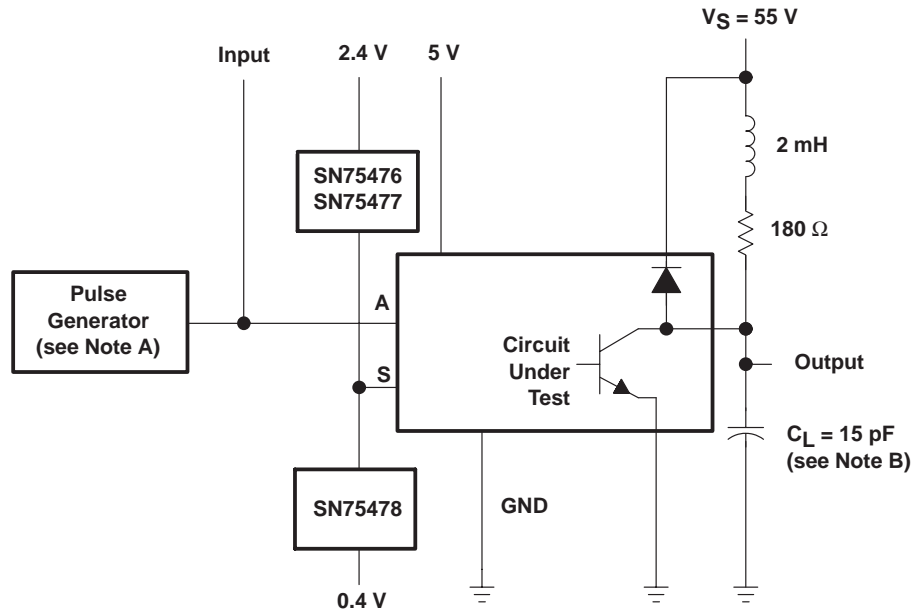 VS = 55 V
Input
2.4 V
5 V
2 mH
SN75476
SN75477
180 Ω
Pulse
Generator
(see Note A)
A
Circuit
Under
Test
Output
S
CL = 15 pF
(see Note B)
SN75478
GND
0.4 V